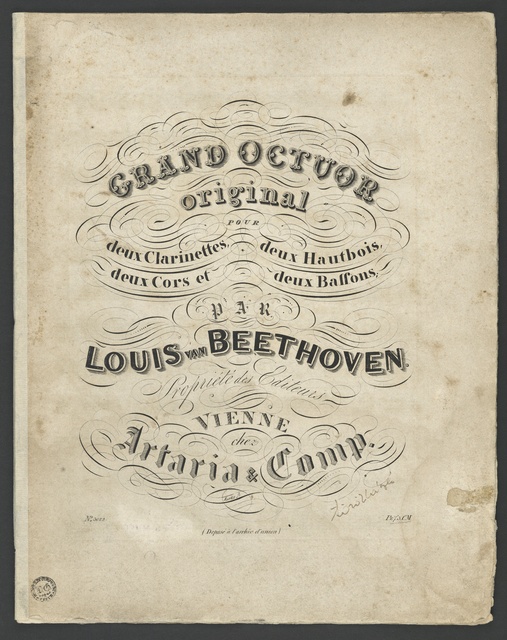 GRAND OCTUOR
original
POUR
deux Clarinettes, deux Hautbois,
deux Cors et deux Baſsons,
PAR
LOUIS VAN BEETHOVEN.
Propriété des Editeurs
VIENNE
chez
Artaria & Comp.
(Deposé à l'archive d'union)